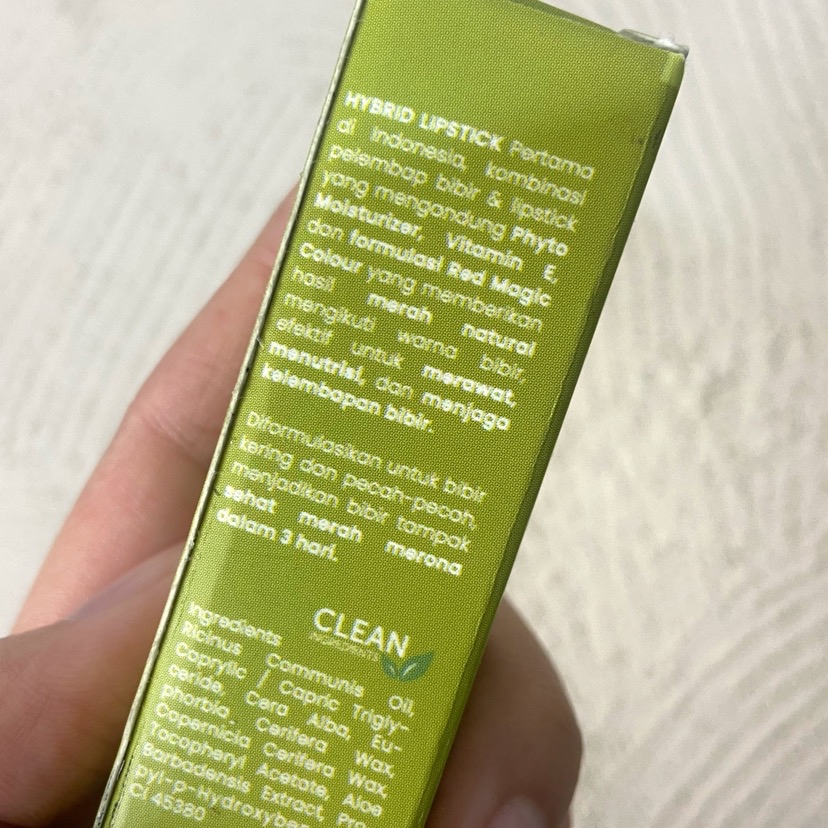 HYBRID LIPSTICK Pertama
di Indonesia, kombinasi
pelembap bibir & lipstick
yang mengandung Phyto
Moisturizer, Vitamin E,
dan formulasi Red Magic
Colour yang memberikan
hasil merah natural
mengikuti warna bibir,
efektif untuk merawat,
menutrisi, dan menjaga
kelembapan bibir.
Diformulasikan untuk bibir
kering dan pecah-pecah,
menjadikan bibir tampak
sehat merah merona
dalam 3 hari.
CLEAN
INGREDIENTS
Ingredients
Ricinus Communis Oil,
Caprylic / Capric Trigly-
ceride, Cera Alba, Eu-
phorbia Cerifera Wax,
Copernicia Cerifera Wax,
Tocopheryl Acetate, Aloe
Barbadensis Extract, Pro
byl-p-Hydroxyben
CI 45380